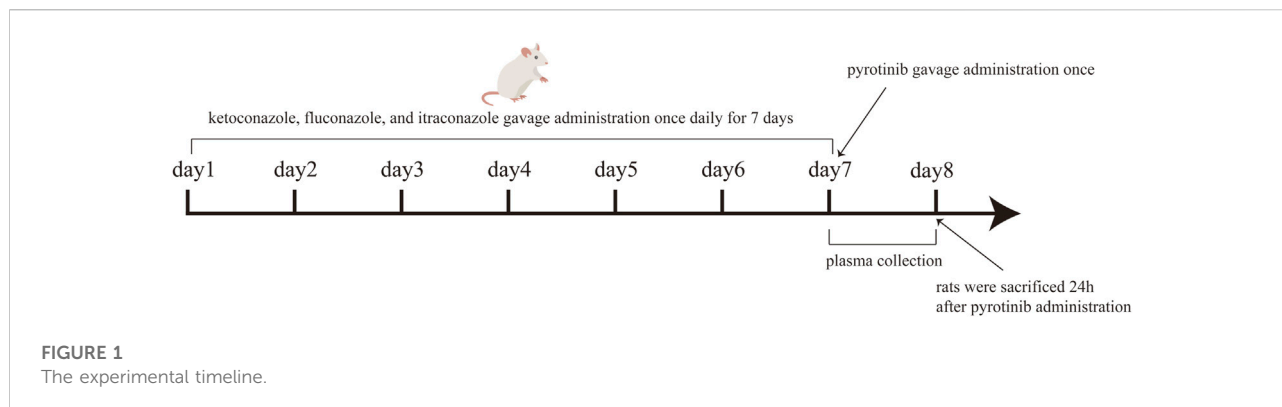 pyrotinib gavage administration once
ketoconazole, fluconazole, and itraconazole gavage administration once daily for 7 days
day1 day2 day3 day4 day5 day6 day7 day8
plasma collection
rats were sacrificed 24h
after pyrotinib administration
FIGURE 1
The experimental timeline.